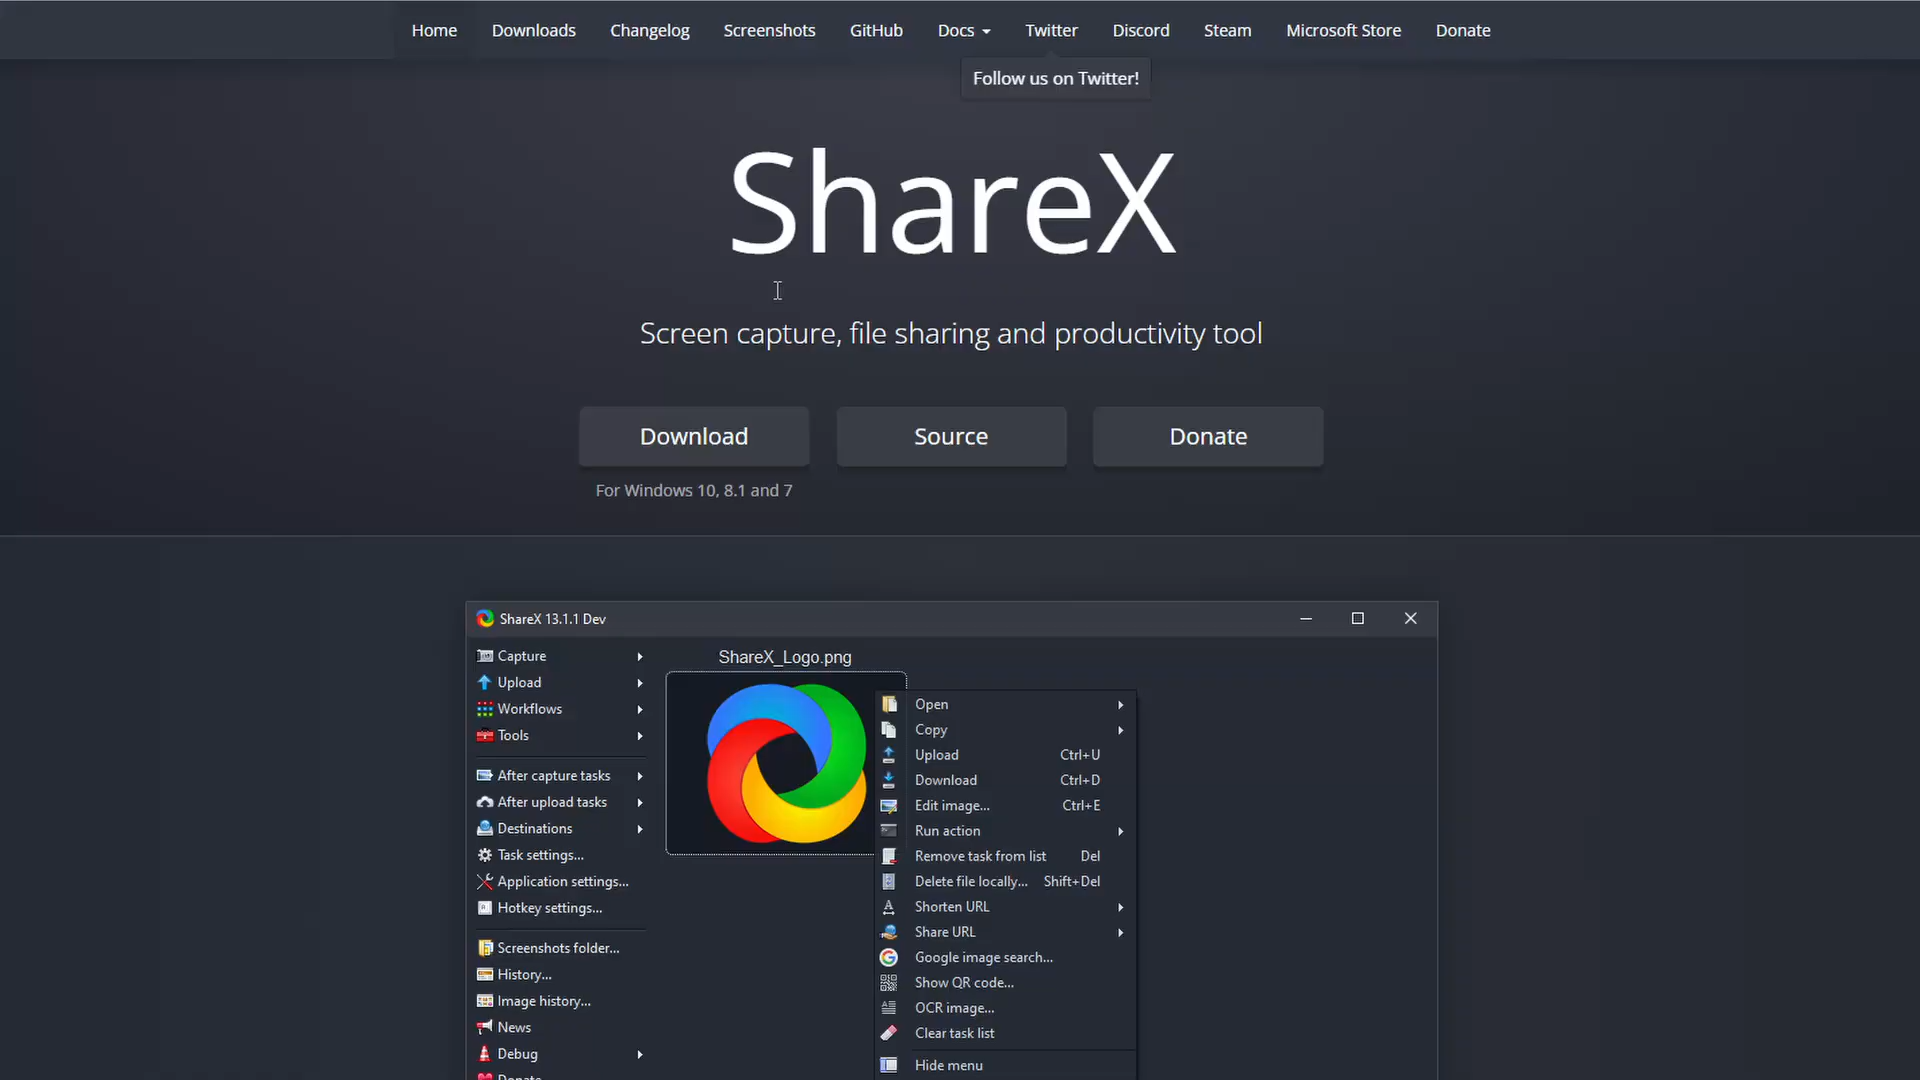 Home Downloads Changelog Screenshots GitHub Docs Twitter Discord Steam Microsoft Store Donate
Follow us on Twitter!
ShareX
Screen capture, file sharing and productivity tool
Download Source Donate
For Windows 10, 8.1 and 7
ShareX 13.1.1 Dev
Capture
Upload
Workflows
Tools
After capture tasks
After upload tasks
Destinations
Task settings...
Application settings...
Hotkey settings...
Screenshots folder...
History...
Image history...
News
Debug
Donate
ShareX_Logo.png
Open
Copy
Upload Ctrl+U
Download Ctrl+D
Edit image... Ctrl+E
Run action
Remove task from list Del
Delete file locally... Shift+Del
Shorten URL
Share URL
Google image search...
Show QR code...
OCR image...
Clear task list
Hide menu